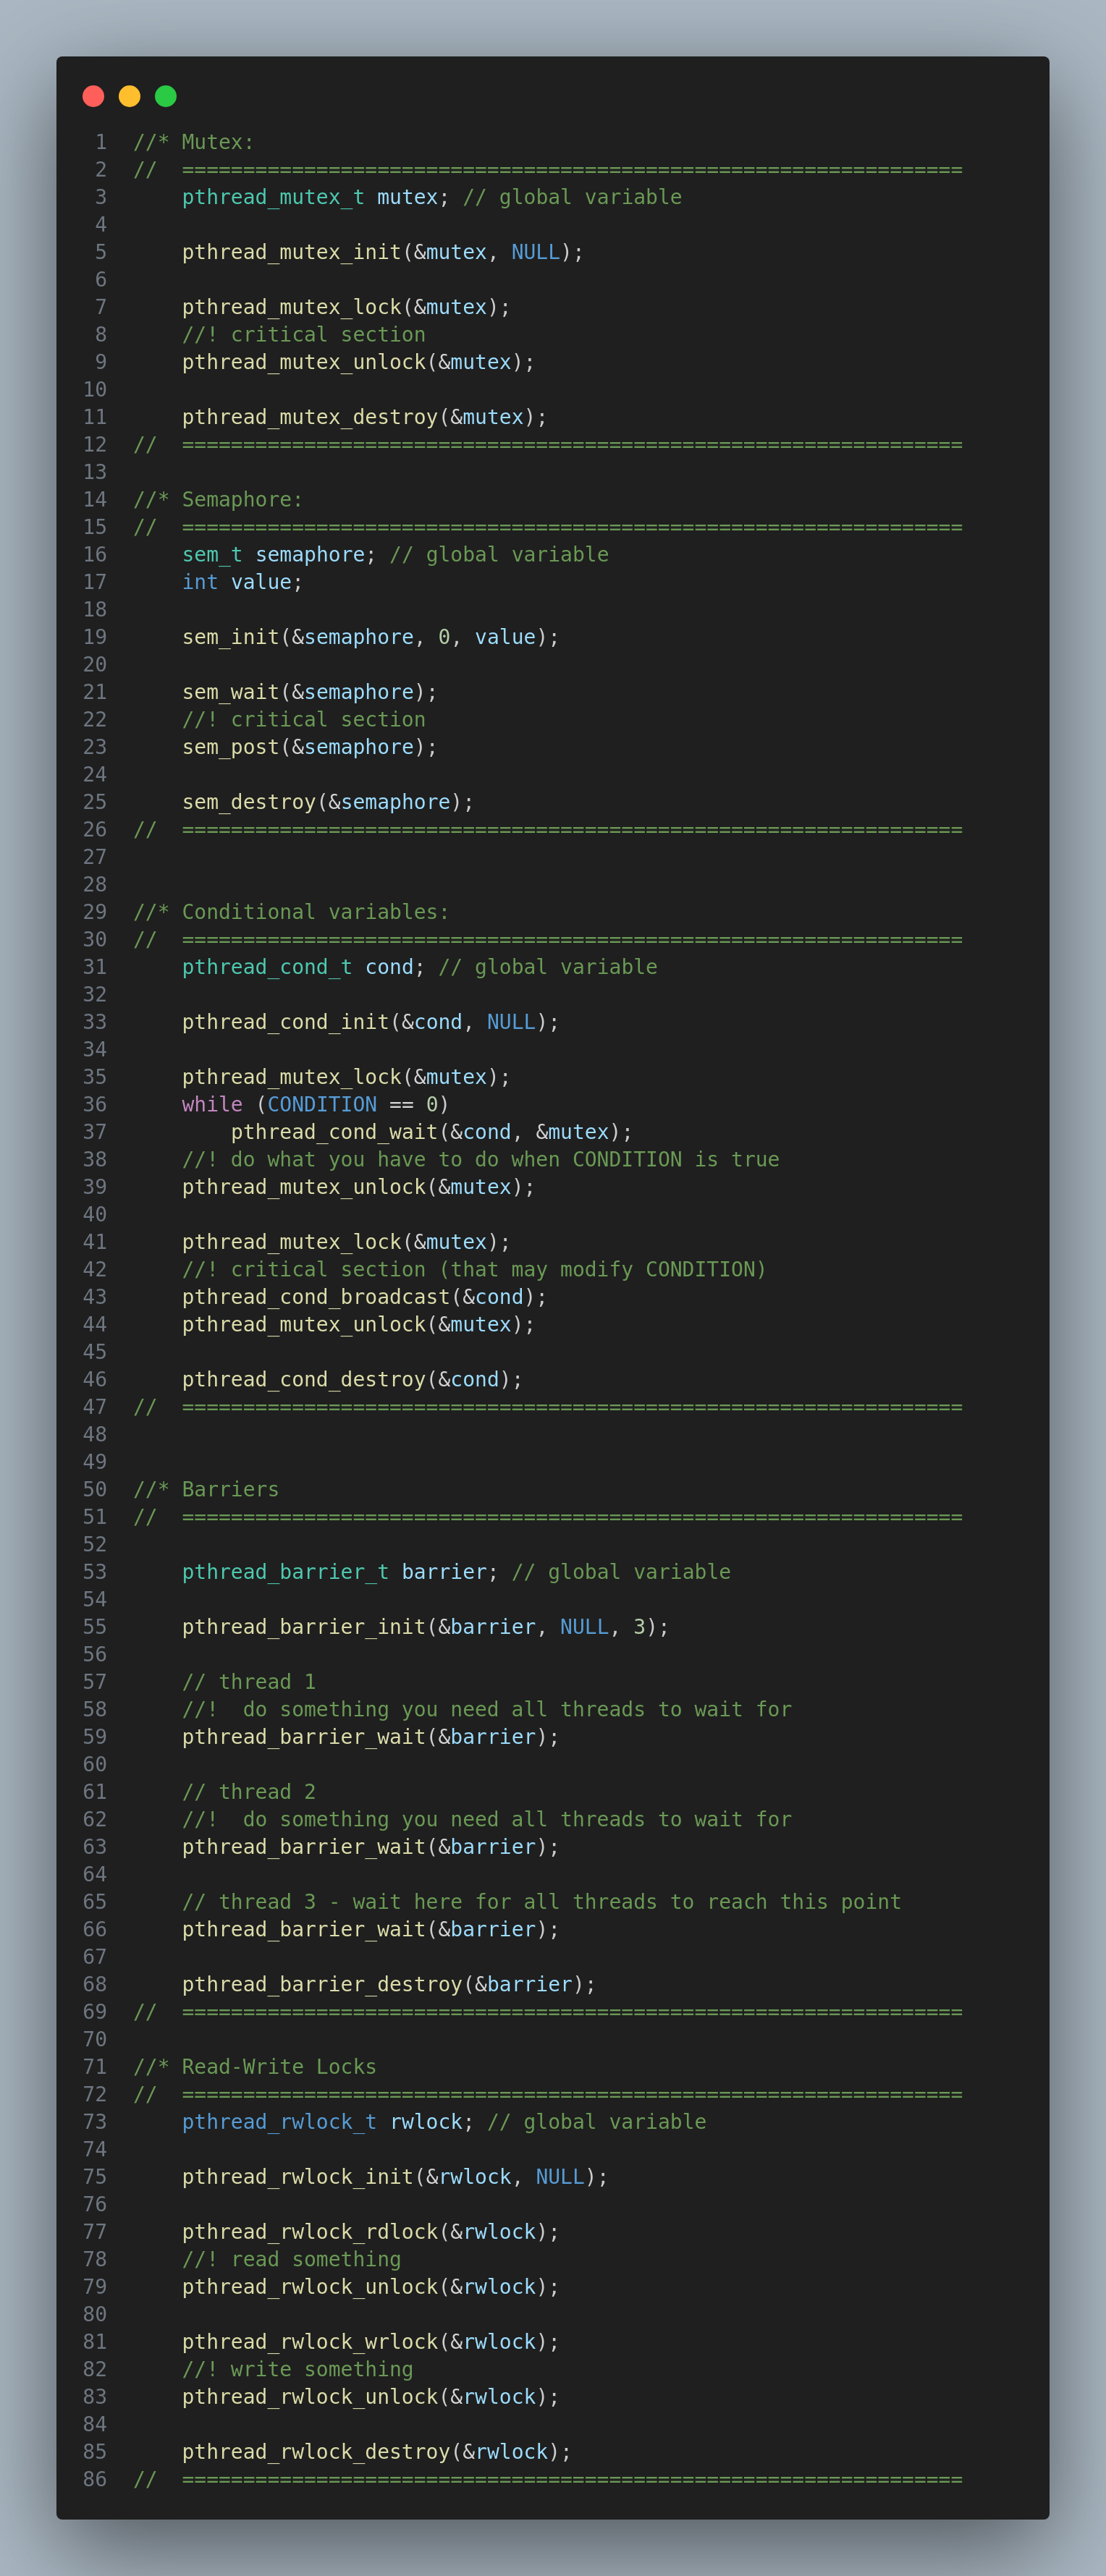 1 //* Mutex:
2 //  ================================================================
3     pthread_mutex_t mutex; // global variable
4
5     pthread_mutex_init(&mutex, NULL);
6
7     pthread_mutex_lock(&mutex);
8     //! critical section
9     pthread_mutex_unlock(&mutex);
10
11     pthread_mutex_destroy(&mutex);
12 //  ================================================================
13
14 //* Semaphore:
15 //  ================================================================
16     sem_t semaphore; // global variable
17     int value;
18
19     sem_init(&semaphore, 0, value);
20
21     sem_wait(&semaphore);
22     //! critical section
23     sem_post(&semaphore);
24
25     sem_destroy(&semaphore);
26 //  ================================================================
27
28
29 //* Conditional variables:
30 //  ================================================================
31     pthread_cond_t cond; // global variable
32
33     pthread_cond_init(&cond, NULL);
34
35     pthread_mutex_lock(&mutex);
36     while (CONDITION == 0)
37         pthread_cond_wait(&cond, &mutex);
38     //! do what you have to do when CONDITION is true
39     pthread_mutex_unlock(&mutex);
40
41     pthread_mutex_lock(&mutex);
42     //! critical section (that may modify CONDITION)
43     pthread_cond_broadcast(&cond);
44     pthread_mutex_unlock(&mutex);
45
46     pthread_cond_destroy(&cond);
47 //  ================================================================
48
49
50 //* Barriers
51 //  ================================================================
52
53     pthread_barrier_t barrier; // global variable
54
55     pthread_barrier_init(&barrier, NULL, 3);
56
57     // thread 1
58     //!  do something you need all threads to wait for
59     pthread_barrier_wait(&barrier);
60
61     // thread 2
62     //!  do something you need all threads to wait for
63     pthread_barrier_wait(&barrier);
64
65     // thread 3 - wait here for all threads to reach this point
66     pthread_barrier_wait(&barrier);
67
68     pthread_barrier_destroy(&barrier);
69 //  ================================================================
70
71 //* Read-Write Locks
72 //  ================================================================
73     pthread_rwlock_t rwlock; // global variable
74
75     pthread_rwlock_init(&rwlock, NULL);
76
77     pthread_rwlock_rdlock(&rwlock);
78     //! read something
79     pthread_rwlock_unlock(&rwlock);
80
81     pthread_rwlock_wrlock(&rwlock);
82     //! write something
83     pthread_rwlock_unlock(&rwlock);
84
85     pthread_rwlock_destroy(&rwlock);
86 //  ================================================================